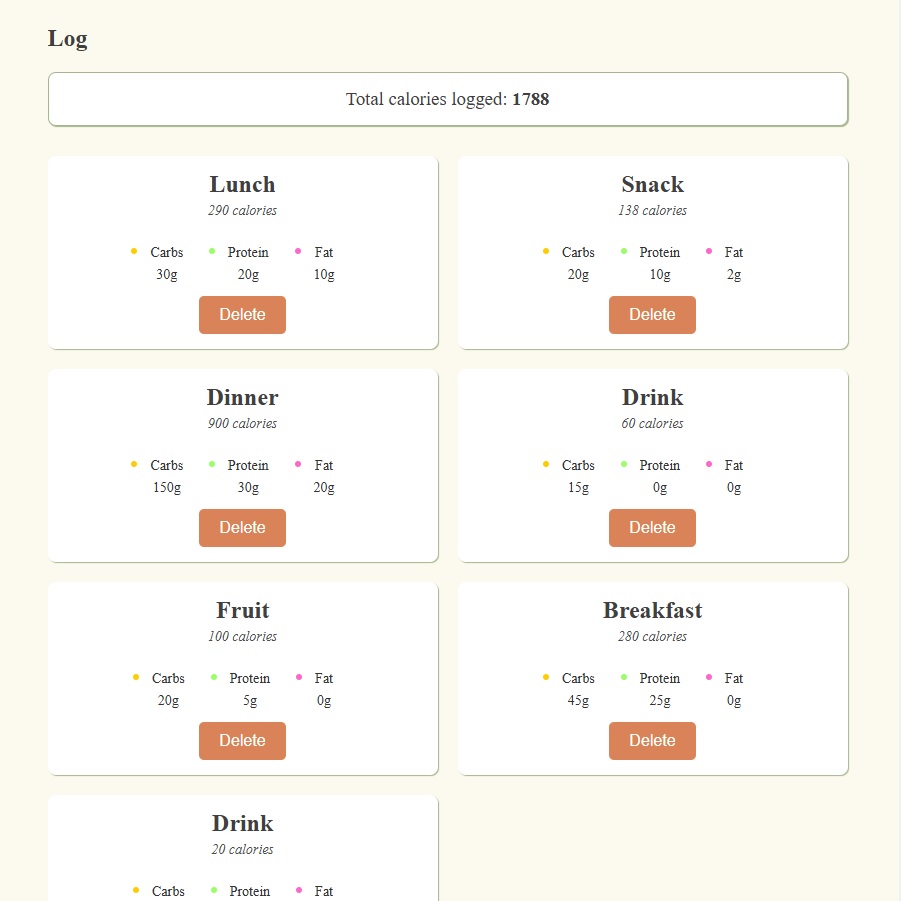 Log
Total calories logged: 1788
Lunch
290 calories
Carbs Protein Fat
30g 20g 10g
Delete
Snack
138 calories
Carbs Protein Fat
20g 10g 2g
Delete
Dinner
900 calories
Carbs Protein Fat
150g 30g 20g
Delete
Drink
60 calories
Carbs Protein Fat
15g 0g 0g
Delete
Fruit
100 calories
Carbs Protein Fat
20g 5g 0g
Delete
Breakfast
280 calories
Carbs Protein Fat
45g 25g 0g
Delete
Drink
20 calories
Carbs Protein Fat